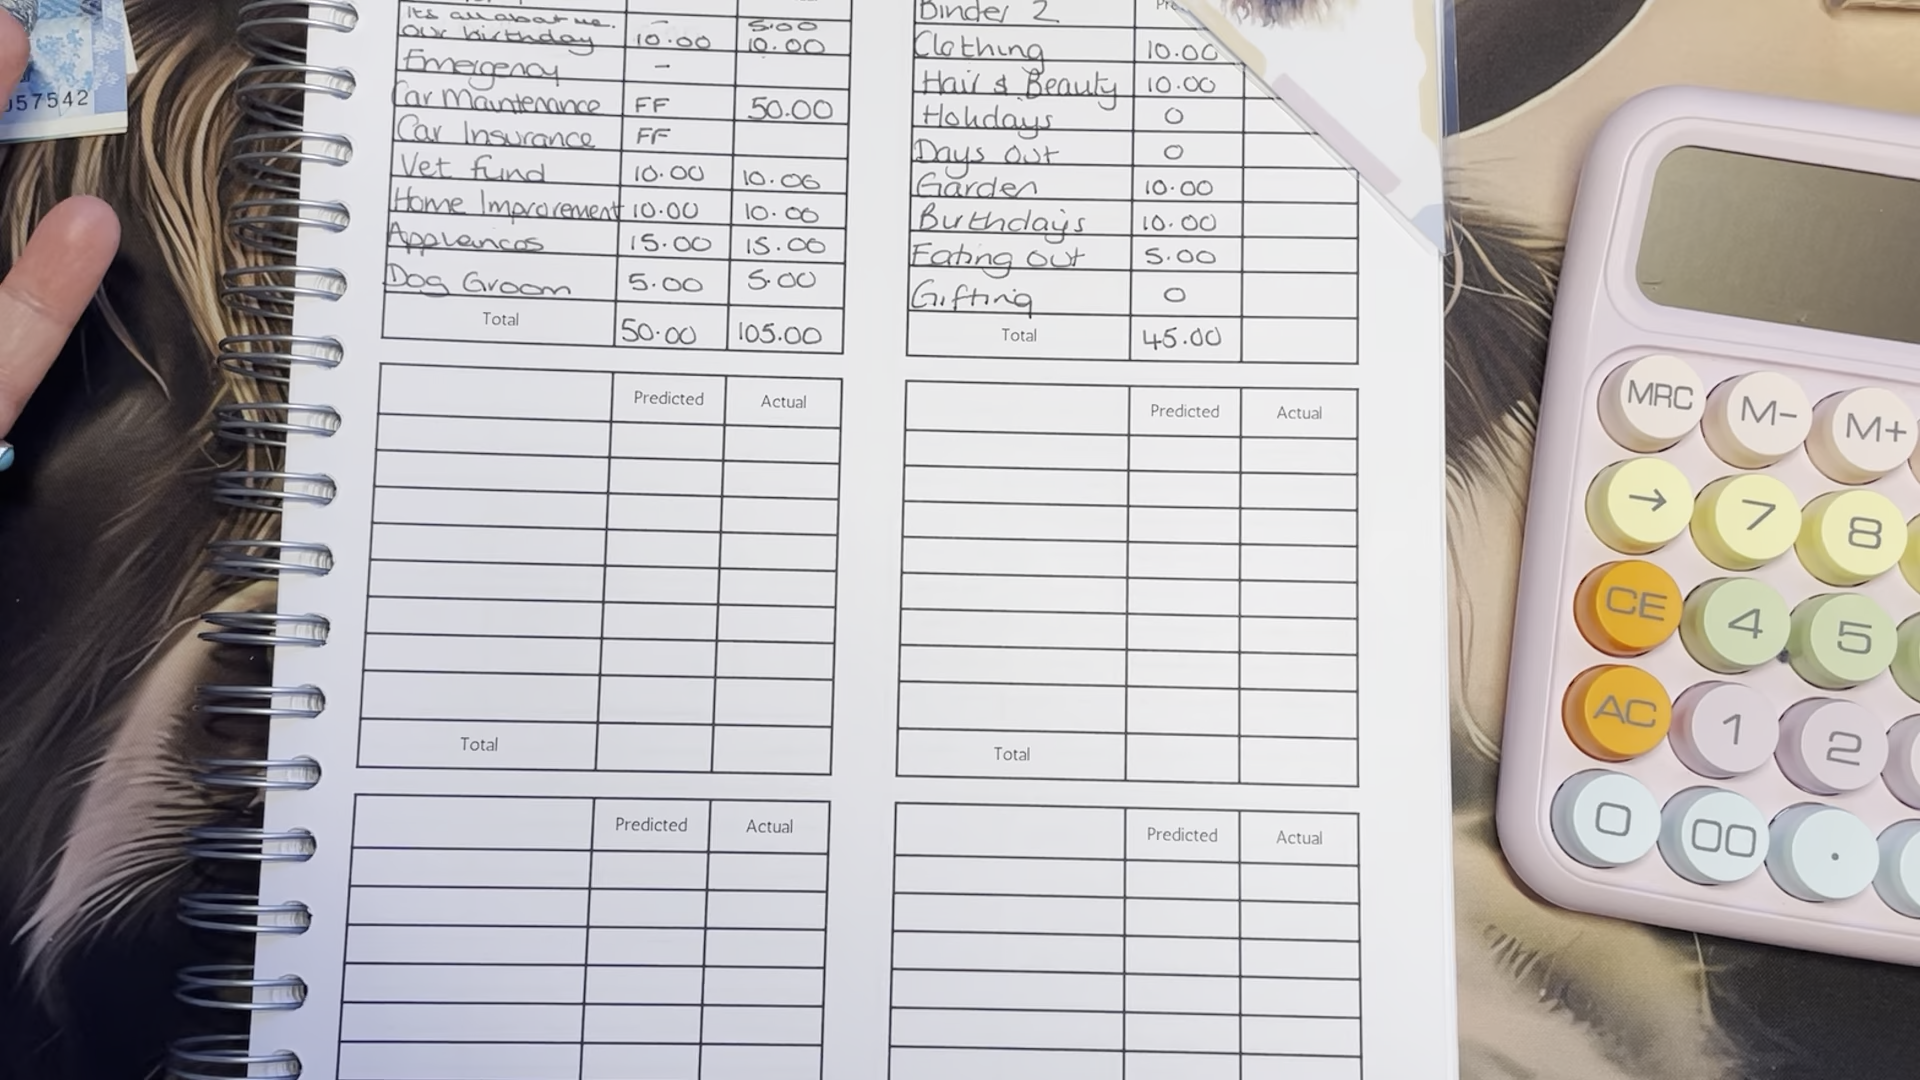 057542
Its all about me. - 5.00
Our birthday 10.00 10.00
Emergency -
Car Maintenance FF 50.00
Car Insurance FF
Vet fund 10.00 10.00
Home Improvement 10.00 10.00
Appliances 15.00 15.00
Dog Groom 5.00 5.00
Total 50.00 105.00
Binder 2 Pre
Clothing 10.00
Hair & Beauty 10.00
Holidays 0
Days out 0
Garden 10.00
Birthdays 10.00
Eating out 5.00
Gifting 0
Total 45.00
Predicted Actual
Total
Predicted Actual
Total
Predicted Actual
Predicted Actual
MRC M- M+
→ 7 8
CE 4 5
AC 1 2
0 00 .